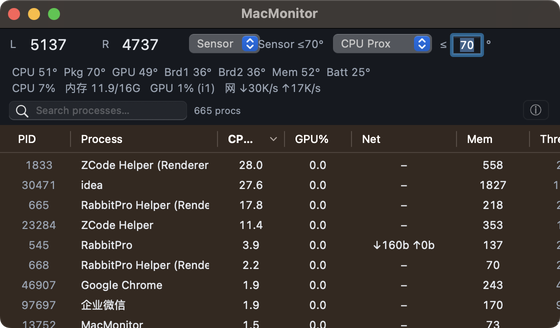 MacMonitor
L 5137 R 4737 Sensor Sensor ≤70° CPU Prox ≤ 70 °
CPU 51° Pkg 70° GPU 49° Brd1 36° Brd2 36° Mem 52° Batt 25°
CPU 7% 内存 11.9/16G GPU 1% (i1) 网 ↓30K/s ↑17K/s
Search processes... 665 procs
PID Process CP... GPU% Net Mem Thre
1833 ZCode Helper (Renderer 28.0 0.0 – 558
30471 idea 27.6 0.0 – 1827 1
665 RabbitPro Helper (Rende 17.8 0.0 – 218 2
23284 ZCode Helper 11.4 0.0 – 353
545 RabbitPro 3.9 0.0 ↓160b ↑0b 137
668 RabbitPro Helper (Rende 2.2 0.0 – 70
46907 Google Chrome 1.9 0.0 – 243
97697 企业微信 1.9 0.0 – 170
13752 MacMonitor 1.5 0.0 – 73